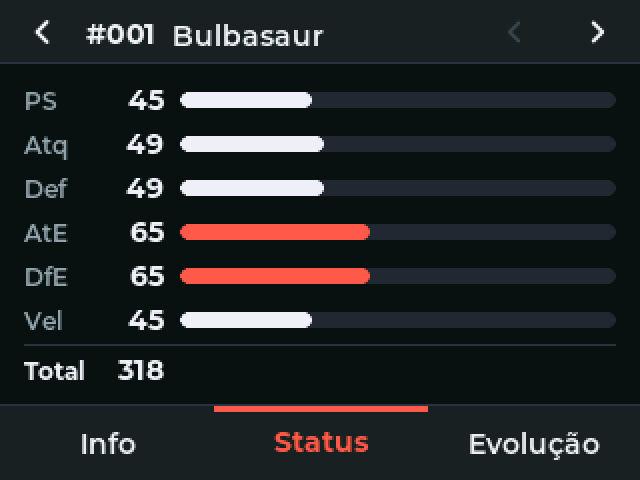 #001 Bulbasaur
PS 45
Atq 49
Def 49
AtE 65
DfE 65
Vel 45
Total 318
Info Status Evolução